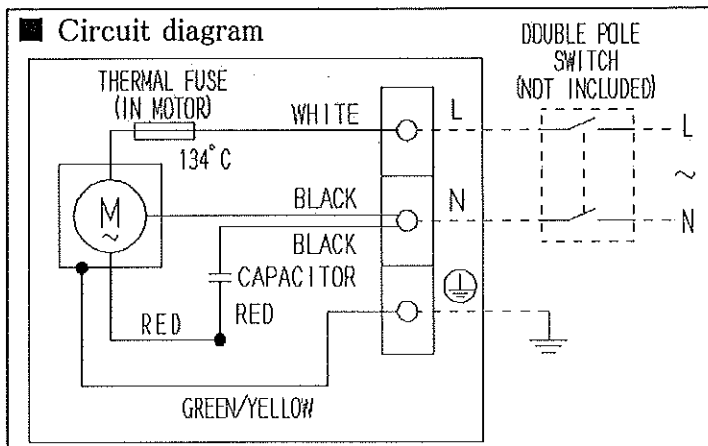 ■ Circuit diagram
DOUBLE POLE
SWITCH
(NOT INCLUDED)
THERMAL FUSE
(IN MOTOR)
134°C
WHITE
L
L
M
~
BLACK
N
~
N
BLACK
CAPACITOR
RED
RED
GREEN/YELLOW